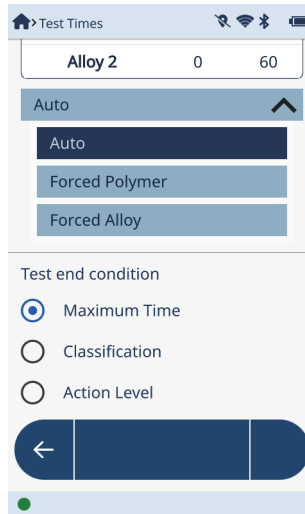 Test Times
Alloy 2 0 60
Auto
Auto
Forced Polymer
Forced Alloy
Test end condition
Maximum Time
Classification
Action Level